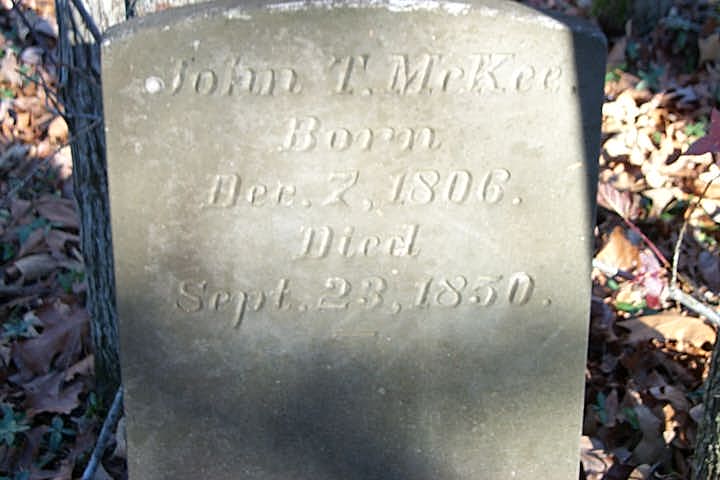 John T. McKee.
Born
Dec. 7, 1806.
Died
Sept. 23, 1850.